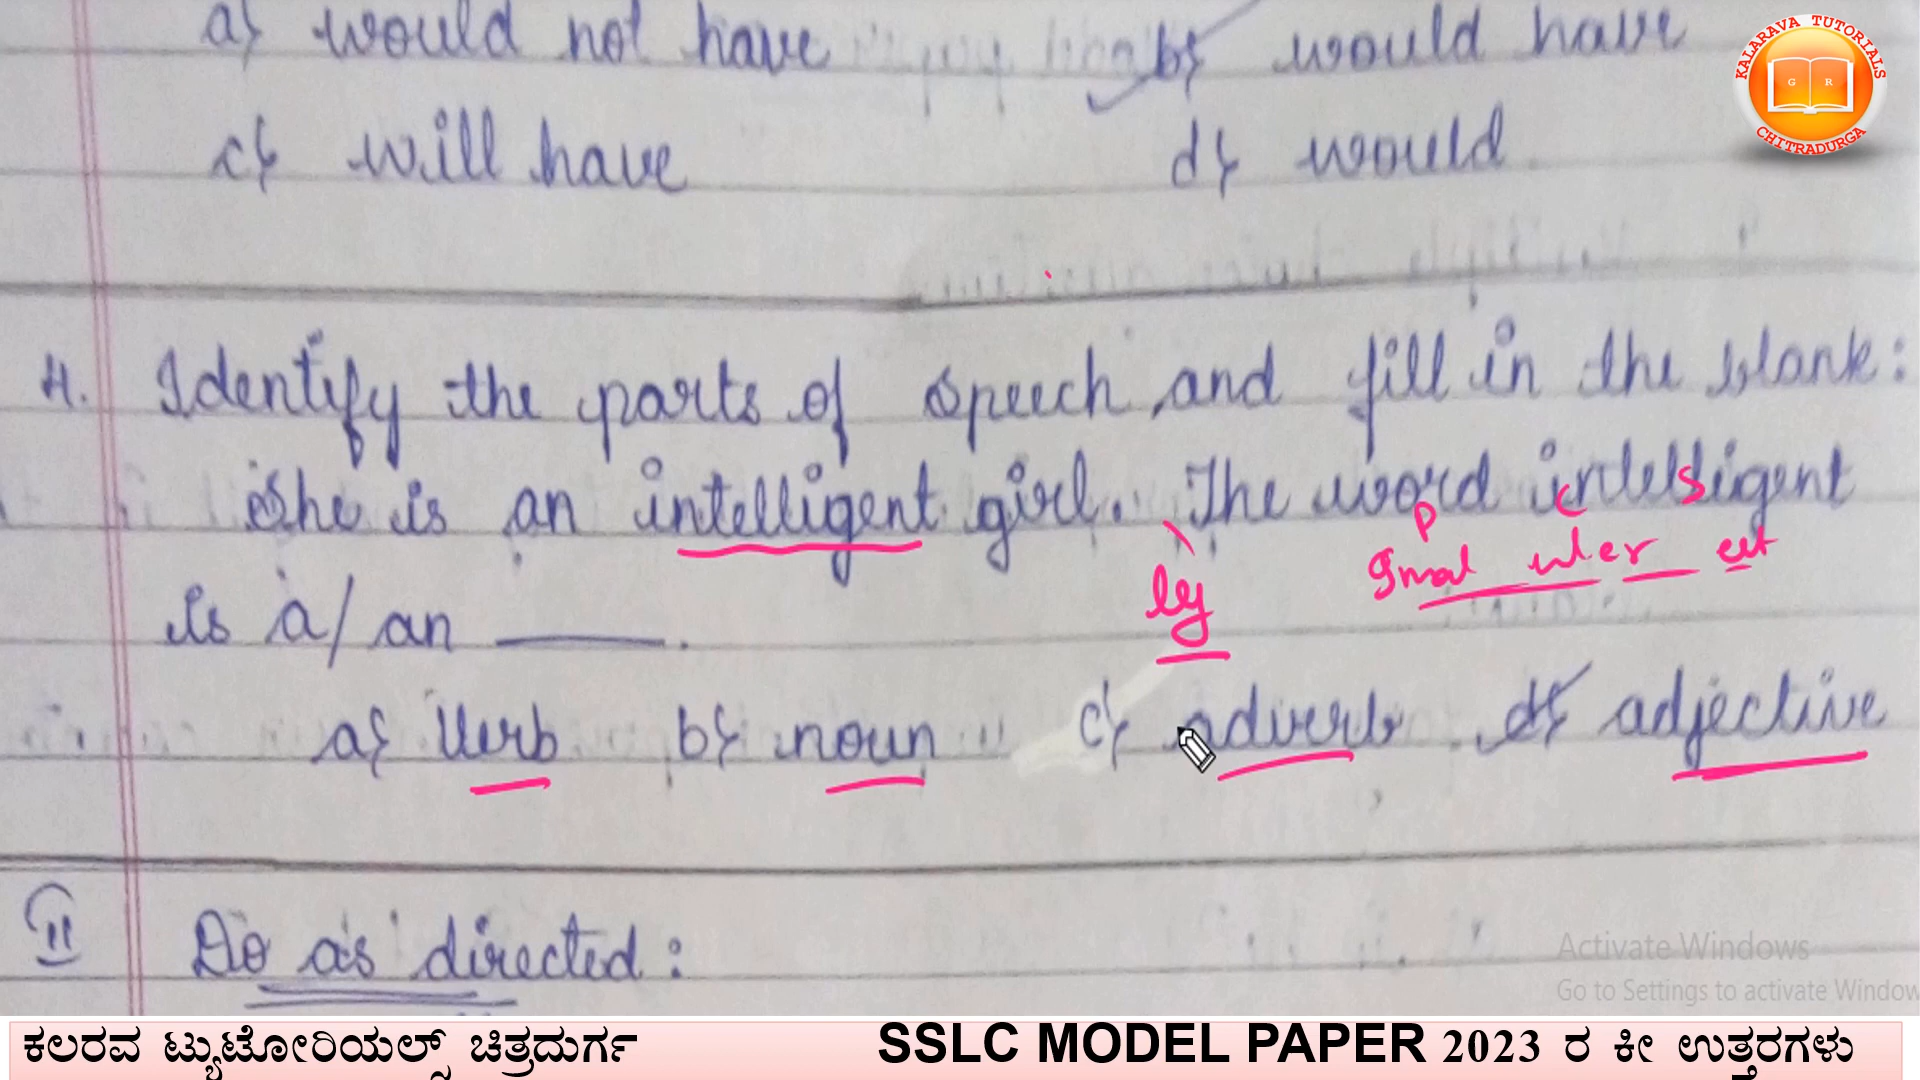 a} would not have b} would have
c} will have d} would
KALARAVA TUTORIALS
G R
CHITRADURGA
4. Identify the parts of speech and fill in the blank:
She is an intelligent girl. The word intelligent
P C S
er est
ly
is a/an ______.
a} Verb b} noun c} adverb d} adjective
II Do as directed:
Activate Windows
Go to Settings to activate Window
ಕಲರವ ಟ್ಯುಟೋರಿಯಲ್ಸ್ ಚಿತ್ರದುರ್ಗ SSLC MODEL PAPER 2023 ರ ಕೀ ಉತ್ತರಗಳು